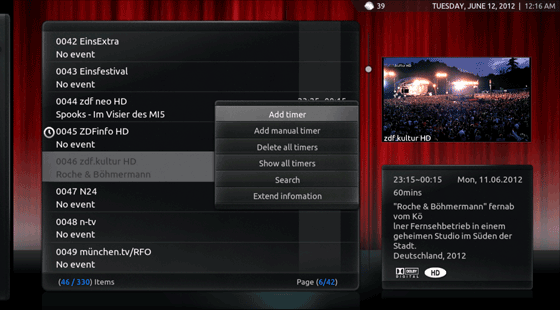 39
TUESDAY, JUNE 12, 2012 | 12:16 AM
0042 EinsExtra
No event
0043 Einsfestival
No event
0044 zdf neo HD
Spooks - Im Visier des MI5
0045 ZDFinfo HD
No event
0046 zdf.kultur HD
Roche & Böhmermann
0047 N24
No event
0048 n-tv
No event
0049 münchen.tv/RFO
No event
(46 / 330) Items
Page (6/42)
Add timer
Add manual timer
Delete all timers
Show all timers
Search
Extend infomation
zdf.kultur HD
23:15~00:15
Mon, 11.06.2012
60mins
"Roche & Böhmermann" fernab
vom Kö
lner Fernsehbetrieb in einem
geheimen Studio im Süden der
Stadt.
Deutschland, 2012
DOLBY
DIGITAL
HD